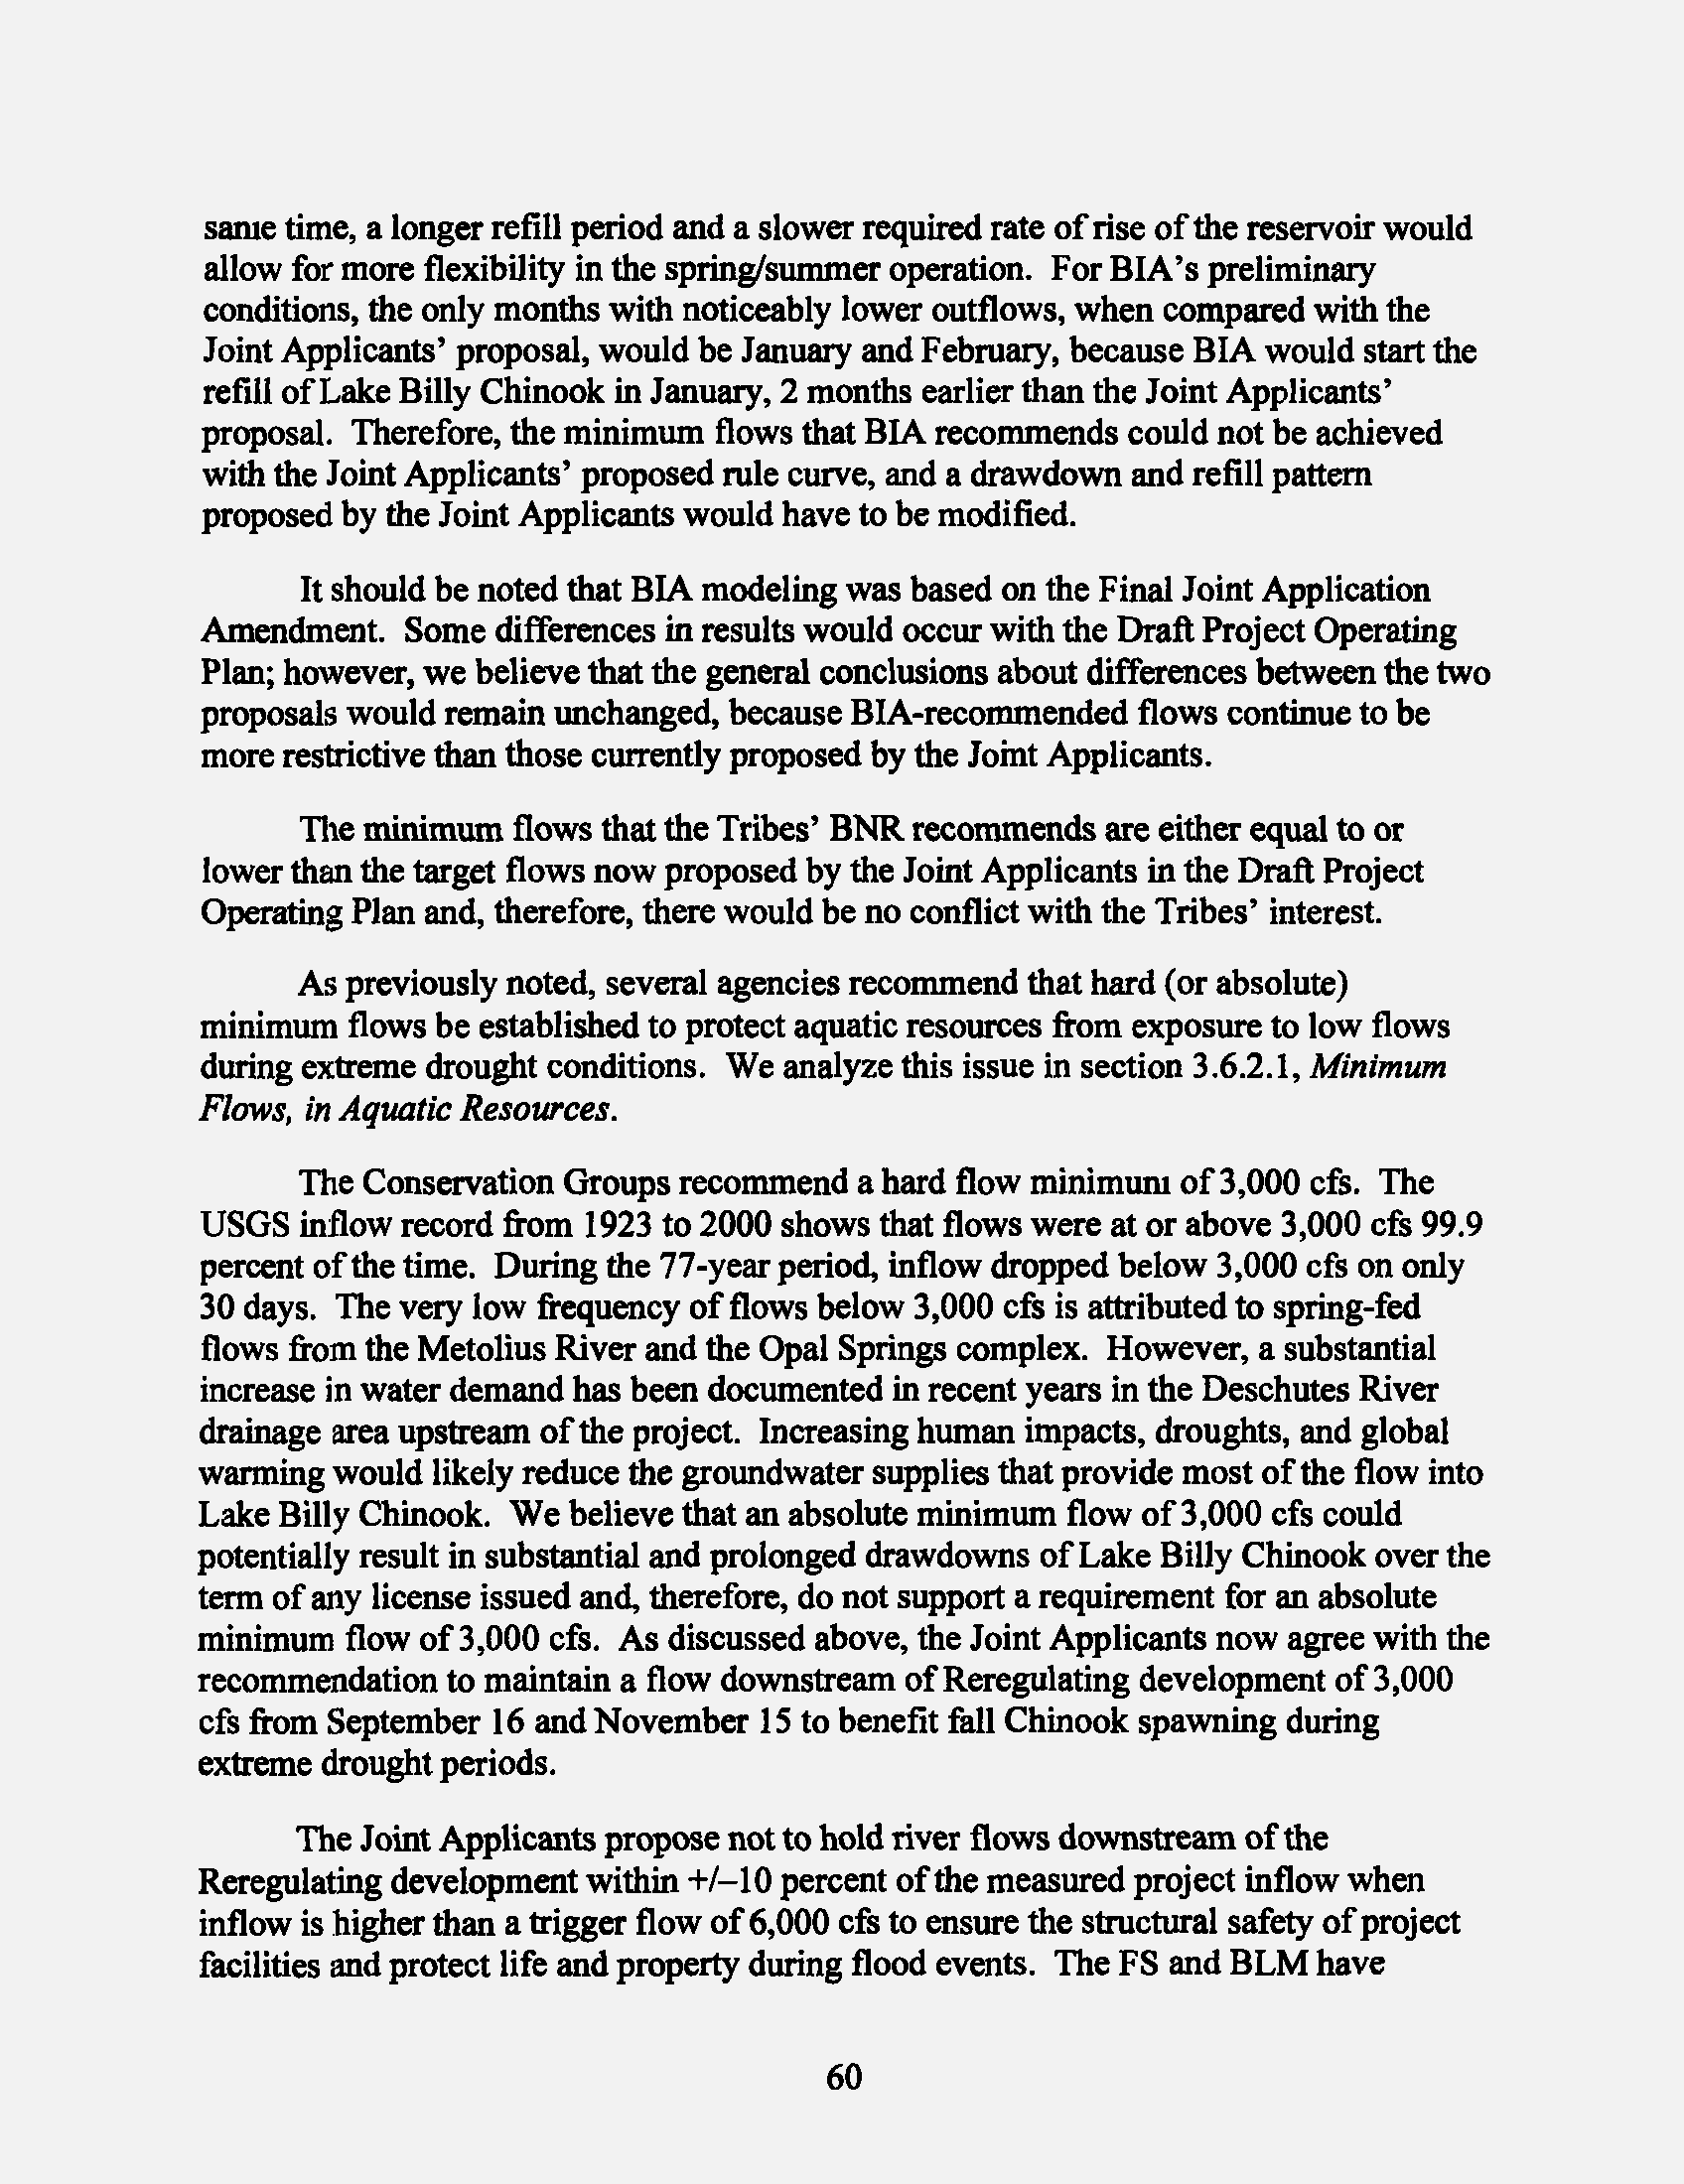 same time, a longer refill period and a slower required rate of rise of the reservoir would
allow for more flexibility in the spring/summer operation. For BIA's preliminary
conditions, the only months with noticeably lower outflows, when compared with the
Joint Applicants' proposal, would be January and February, because BIA would start the
refill of Lake Billy Chinook in January, 2 months earlier than the Joint Applicants'
proposal. Therefore, the minimum flows that BIA recommends could not be achieved
with the Joint Applicants' proposed rule curve, and a drawdown and refill pattern
proposed by the Joint Applicants would have to be modified.
It should be noted that BIA modeling was based on the Final Joint Application
Amendment. Some differences in results would occur with the Draft Project Operating
Plan; however, we believe that the general conclusions about differences between the two
proposals would remain unchanged, because BIA-recommended flows continue to be
more restrictive than those currently proposed by the Joint Applicants.
The minimum flows that the Tribes' BNR recommends are either equal to or
lower than the target flows now proposed by the Joint Applicants in the Draft Project
Operating Plan and, therefore, there would be no conflict with the Tribes' interest.
As previously noted, several agencies recommend that hard (or absolute)
minimum flows be established to protect aquatic resources from exposure to low flows
during extreme drought conditions. We analyze this issue in section 3.6.2.1, Minimum
Flows, in Aquatic Resources.
The Conservation Groups recommend a hard flow minimum of 3,000 cfs. The
USGS inflow record from 1923 to 2000 shows that flows were at or above 3,000 cfs 99.9
percent of the time. During the 77-year period, inflow dropped below 3,000 cfs on only
30 days. The very low frequency of flows below 3,000 cfs is attributed to spring-fed
flows from the Metolius River and the Opal Springs complex. However, a substantial
increase in water demand has been documented in recent years in the Deschutes River
drainage area upstream of the project. Increasing human impacts, droughts, and global
warming would likely reduce the groundwater supplies that provide most of the flow into
Lake Billy Chinook. We believe that an absolute minimum flow of 3,000 cfs could
potentially result in substantial and prolonged drawdowns of Lake Billy Chinook over the
term of any license issued and, therefore, do not support a requirement for an absolute
minimum flow of 3,000 cfs. As discussed above, the Joint Applicants now agree with the
recommendation to maintain a flow downstream of Reregulating development of 3,000
cfs from September 16 and November 15 to benefit fall Chinook spawning during
extreme drought periods.
The Joint Applicants propose not to hold river flows downstream of the
Reregulating development within +/–10 percent of the measured project inflow when
inflow is higher than a trigger flow of 6,000 cfs to ensure the structural safety of project
facilities and protect life and property during flood events. The FS and BLM have
60